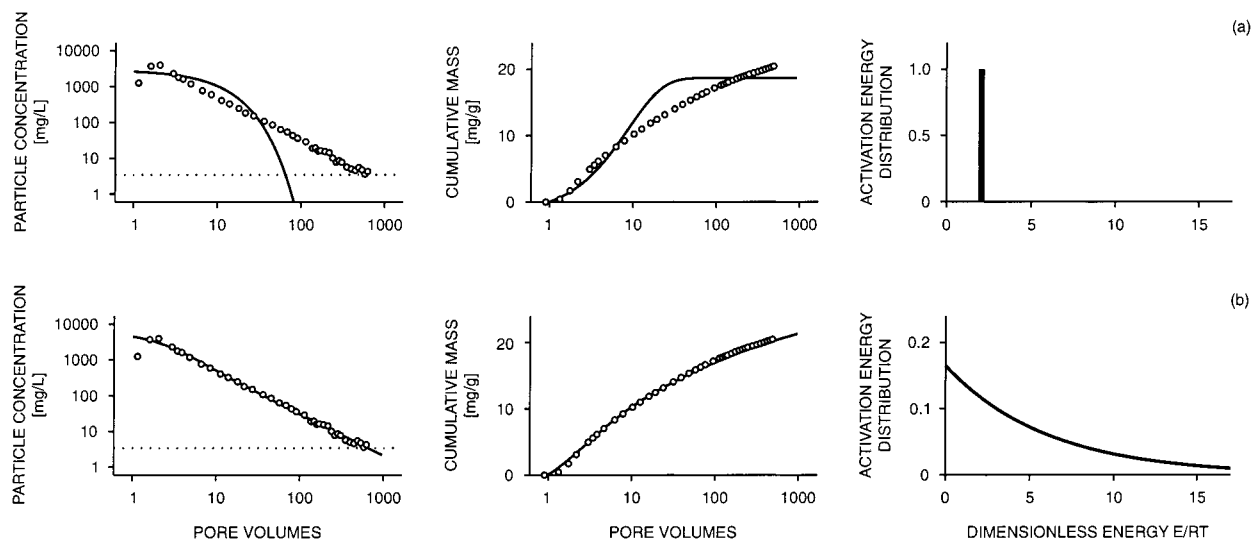 (a)
PARTICLE CONCENTRATION
[mg/L]
10000
1000
100
10
1
1 10 100 1000
CUMULATIVE MASS
[mg/g]
20
10
0
1 10 100 1000
ACTIVATION ENERGY
DISTRIBUTION
1.0
0.5
0
0 5 10 15
(b)
PARTICLE CONCENTRATION
[mg/L]
10000
1000
100
10
1
1 10 100 1000
PORE VOLUMES
CUMULATIVE MASS
[mg/g]
20
10
0
1 10 100 1000
PORE VOLUMES
ACTIVATION ENERGY
DISTRIBUTION
0.2
0.1
0
0 5 10 15
DIMENSIONLESS ENERGY E/RT